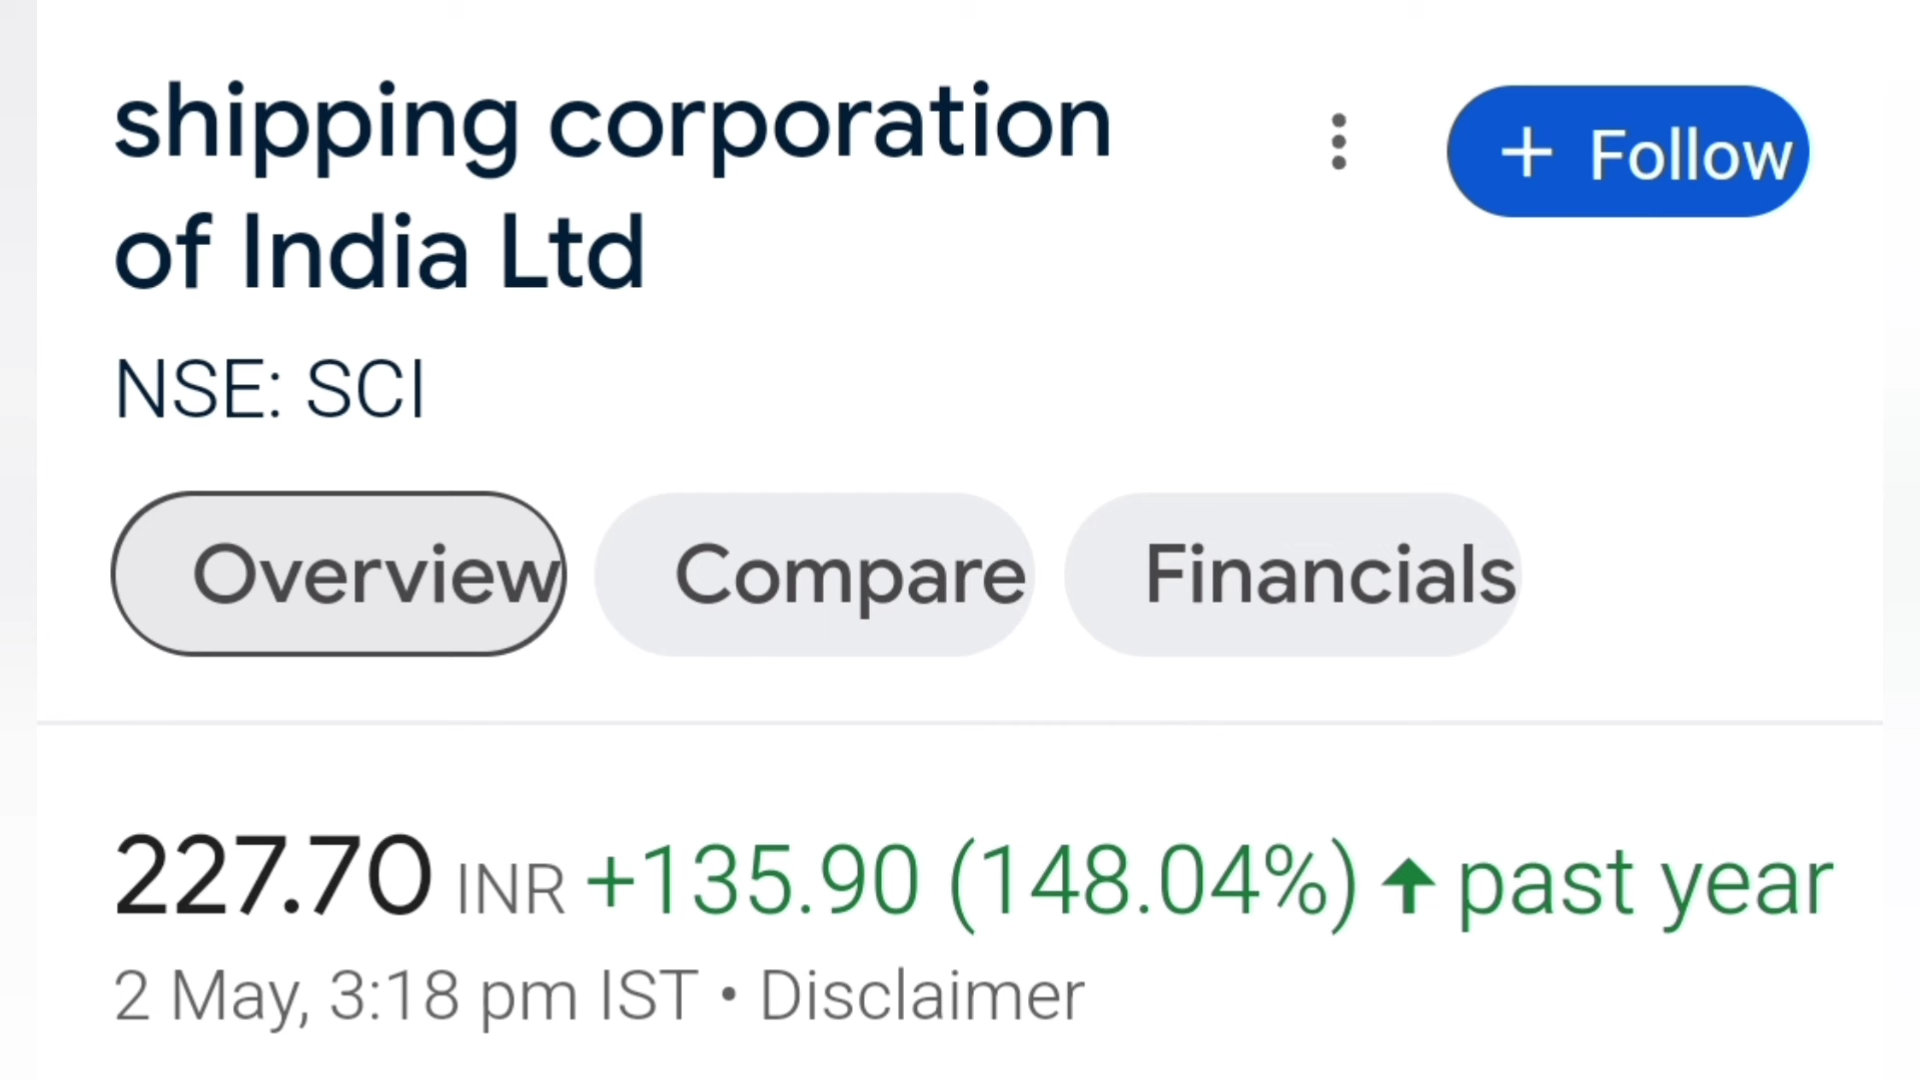 shipping corporation
of India Ltd
+ Follow
NSE: SCI
Overview Compare Financials
227.70 INR +135.90 (148.04%) ↑ past year
2 May, 3:18 pm IST • Disclaimer